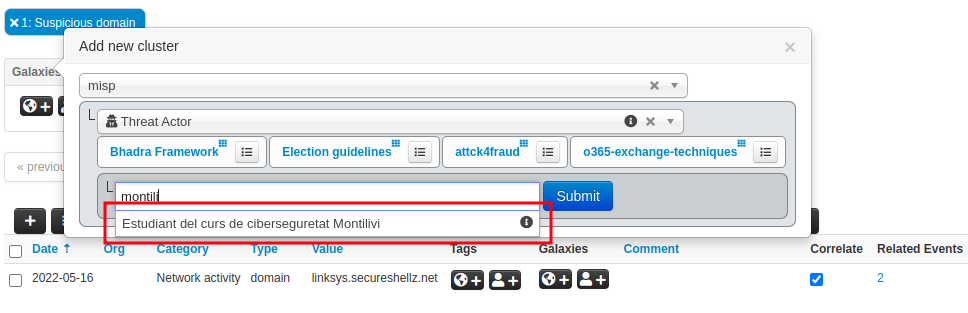 1: Suspicious domain
Add new cluster
Galaxies
misp
Threat Actor
Bhadra Framework Election guidelines attck4fraud o365-exchange-techniques
« previou
montili Submit
Estudiant del curs de ciberseguretat Montilivi
Date Org Category Type Value Tags Galaxies Comment Correlate Related Events
2022-05-16 Network activity domain linksys.secureshellz.net 2